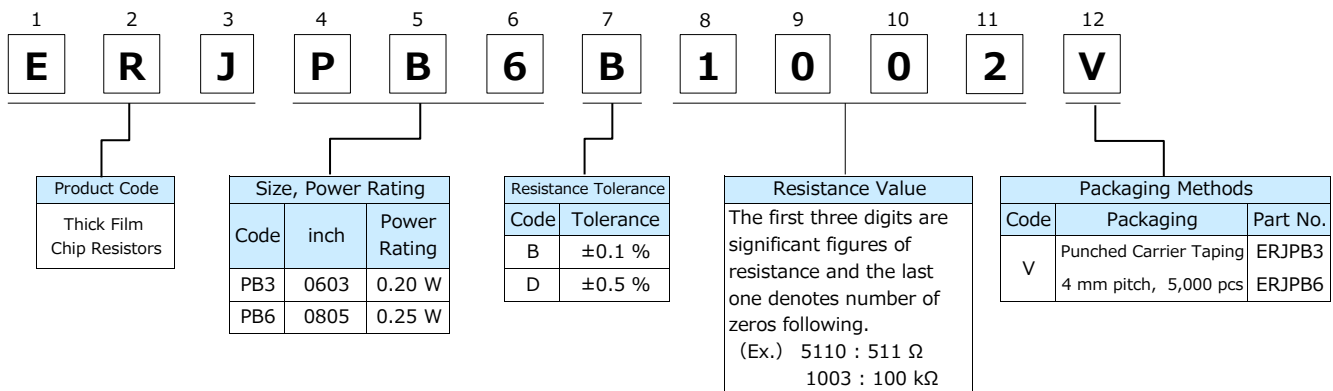 1 2 3 4 5 6 7 8 9 10 11 12
E R J P B 6 B 1 0 0 2 V
Product Code
Thick Film
Chip Resistors
Size, Power Rating
Code inch Power Rating
PB3 0603 0.20 W
PB6 0805 0.25 W
Resistance Tolerance
Code Tolerance
B ±0.1 %
D ±0.5 %
Resistance Value
The first three digits are
significant figures of
resistance and the last
one denotes number of
zeros following.
(Ex.) 5110 : 511 Ω
1003 : 100 kΩ
Packaging Methods
Code Packaging Part No.
V
Punched Carrier Taping ERJPB3
4 mm pitch, 5,000 pcs ERJPB6